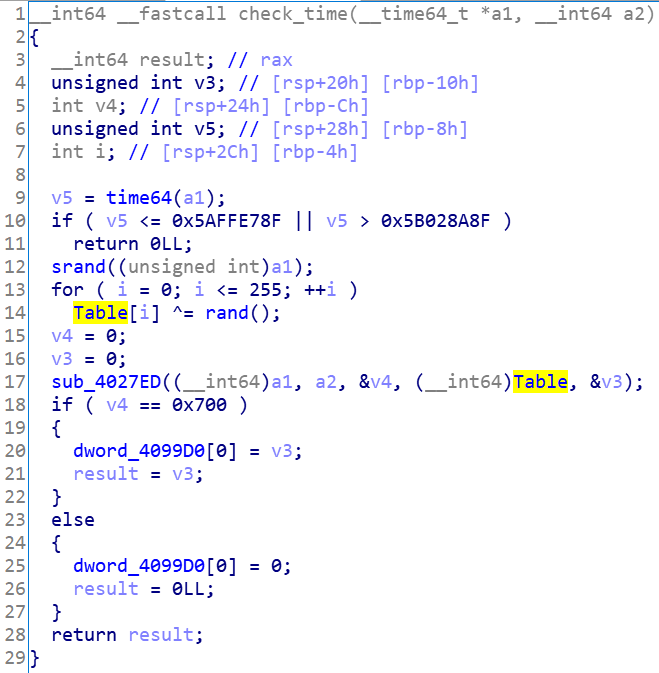 1 __int64 __fastcall check_time(__time64_t *a1, __int64 a2)
2 {
3 __int64 result; // rax
4 unsigned int v3; // [rsp+20h] [rbp-10h]
5 int v4; // [rsp+24h] [rbp-Ch]
6 unsigned int v5; // [rsp+28h] [rbp-8h]
7 int i; // [rsp+2Ch] [rbp-4h]
8
9 v5 = time64(a1);
10 if ( v5 <= 0x5AFFE78F || v5 > 0x5B028A8F )
11 return 0LL;
12 srand((unsigned int)a1);
13 for ( i = 0; i <= 255; ++i )
14 Table[i] ^= rand();
15 v4 = 0;
16 v3 = 0;
17 sub_4027ED((__int64)a1, a2, &v4, (__int64)Table, &v3);
18 if ( v4 == 0x700 )
19 {
20 dword_4099D0[0] = v3;
21 result = v3;
22 }
23 else
24 {
25 dword_4099D0[0] = 0;
26 result = 0LL;
27 }
28 return result;
29 }